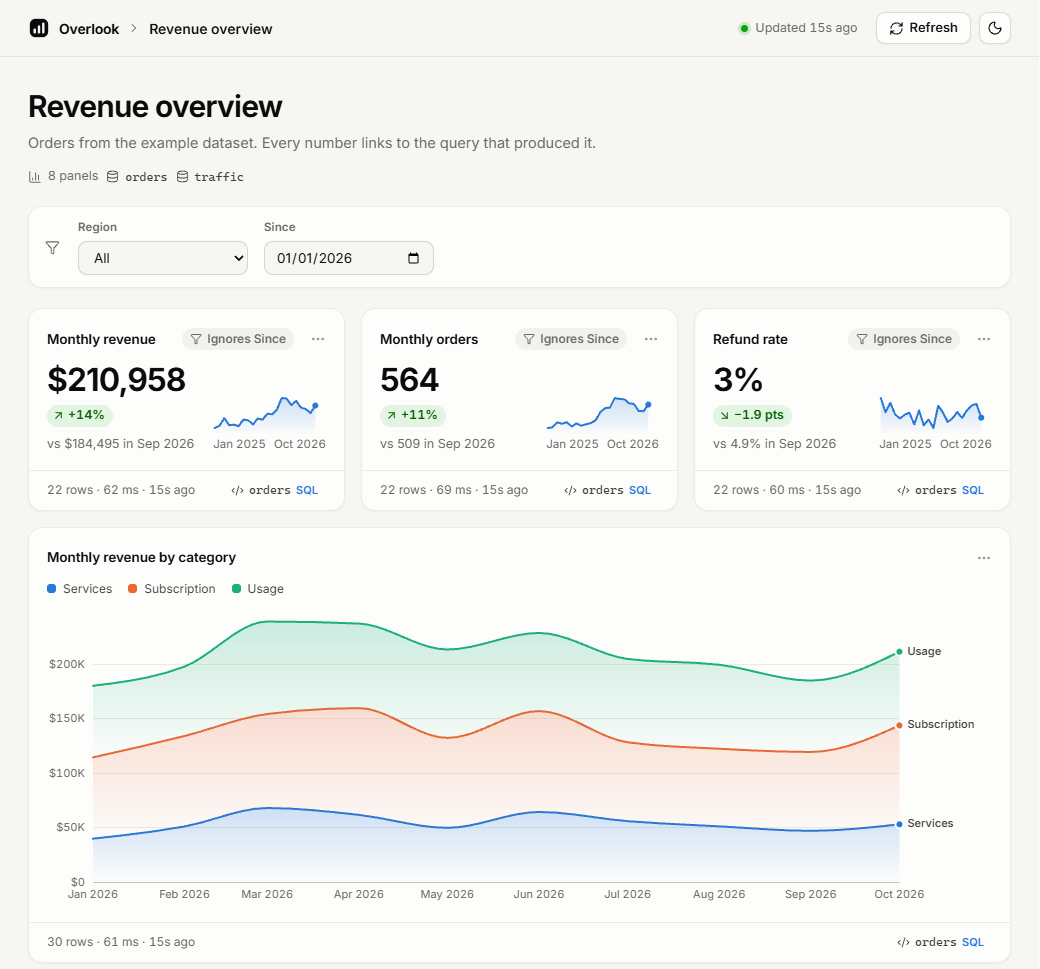 Overlook > Revenue overview
Updated 15s ago
Refresh
Revenue overview
Orders from the example dataset. Every number links to the query that produced it.
8 panels orders traffic
Region
All
Since
01/01/2026
Monthly revenue
Ignores Since
$210,958
+14%
vs $184,495 in Sep 2026
Jan 2025 Oct 2026
22 rows · 62 ms · 15s ago
</> orders SQL
Monthly orders
Ignores Since
564
+11%
vs 509 in Sep 2026
Jan 2025 Oct 2026
22 rows · 69 ms · 15s ago
</> orders SQL
Refund rate
Ignores Since
3%
−1.9 pts
vs 4.9% in Sep 2026
Jan 2025 Oct 2026
22 rows · 60 ms · 15s ago
</> orders SQL
Monthly revenue by category
Services Subscription Usage
$200K
$150K
$100K
$50K
$0
Usage
Subscription
Services
Jan 2026 Feb 2026 Mar 2026 Apr 2026 May 2026 Jun 2026 Jul 2026 Aug 2026 Sep 2026 Oct 2026
30 rows · 61 ms · 15s ago
</> orders SQL